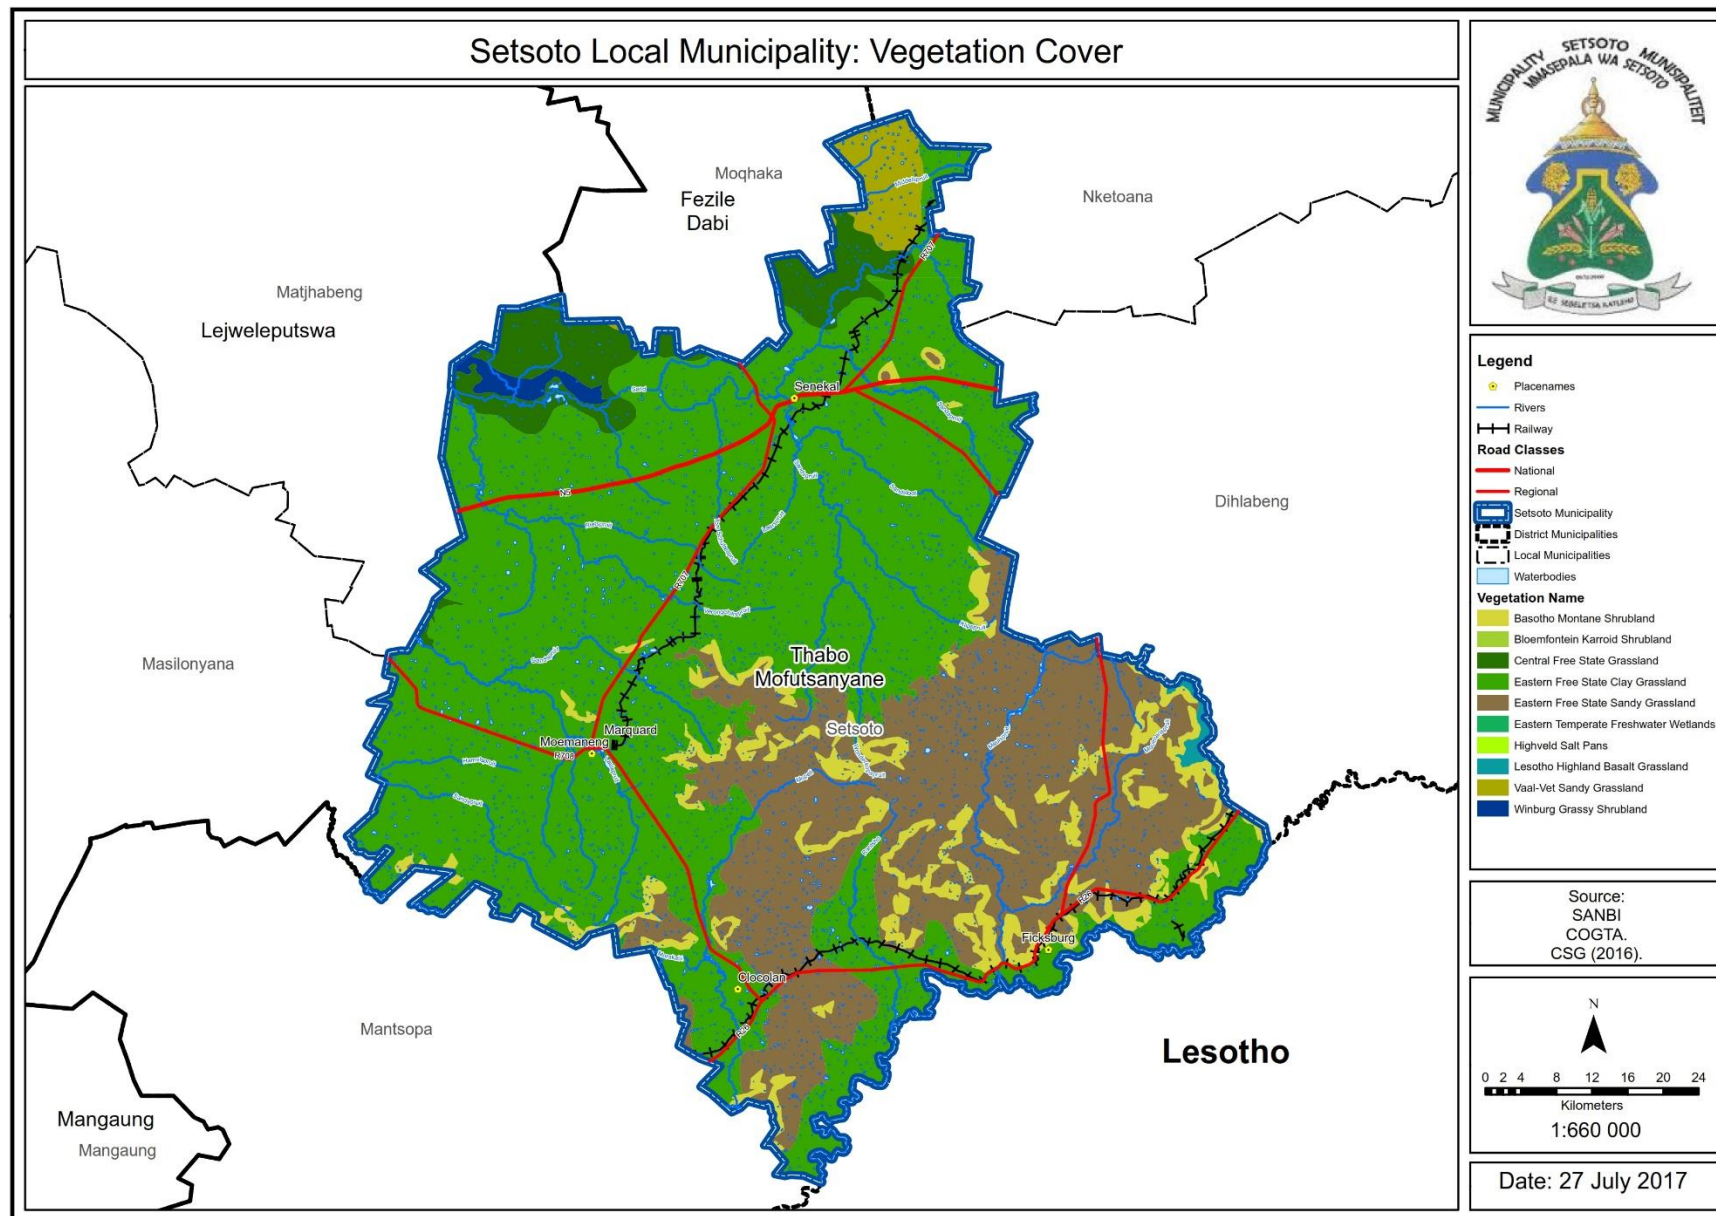 Setsoto Local Municipality: Vegetation Cover
MUNICIPALITY SETSOTO MUNISIPALITEIT
MMASEPALA WA SETSOTO
Moqhaka
Fezile
Dabi
Nketoana
Matjhabeng
Lejweleputswa
Middelspruit
R707
Senekal
Sand
N5
R707
Dihlabeng
Masilonyana
Thabo
Mofutsanyane
Setsoto
Marquard
Moemaneng
R708
Ficksburg
R26
Clocolan
R26
Mantsopa
Lesotho
Mangaung
Mangaung
Legend
Placenames
Rivers
Railway
Road Classes
National
Regional
Setsoto Municipality
District Municipalities
Local Municipalities
Waterbodies
Vegetation Name
Basotho Montane Shrubland
Bloemfontein Karroid Shrubland
Central Free State Grassland
Eastern Free State Clay Grassland
Eastern Free State Sandy Grassland
Eastern Temperate Freshwater Wetlands
Highveld Salt Pans
Lesotho Highland Basalt Grassland
Vaal-Vet Sandy Grassland
Winburg Grassy Shrubland
Source:
SANBI
COGTA.
CSG (2016).
N
0 2 4 8 12 16 20 24
Kilometers
1:660 000
Date: 27 July 2017